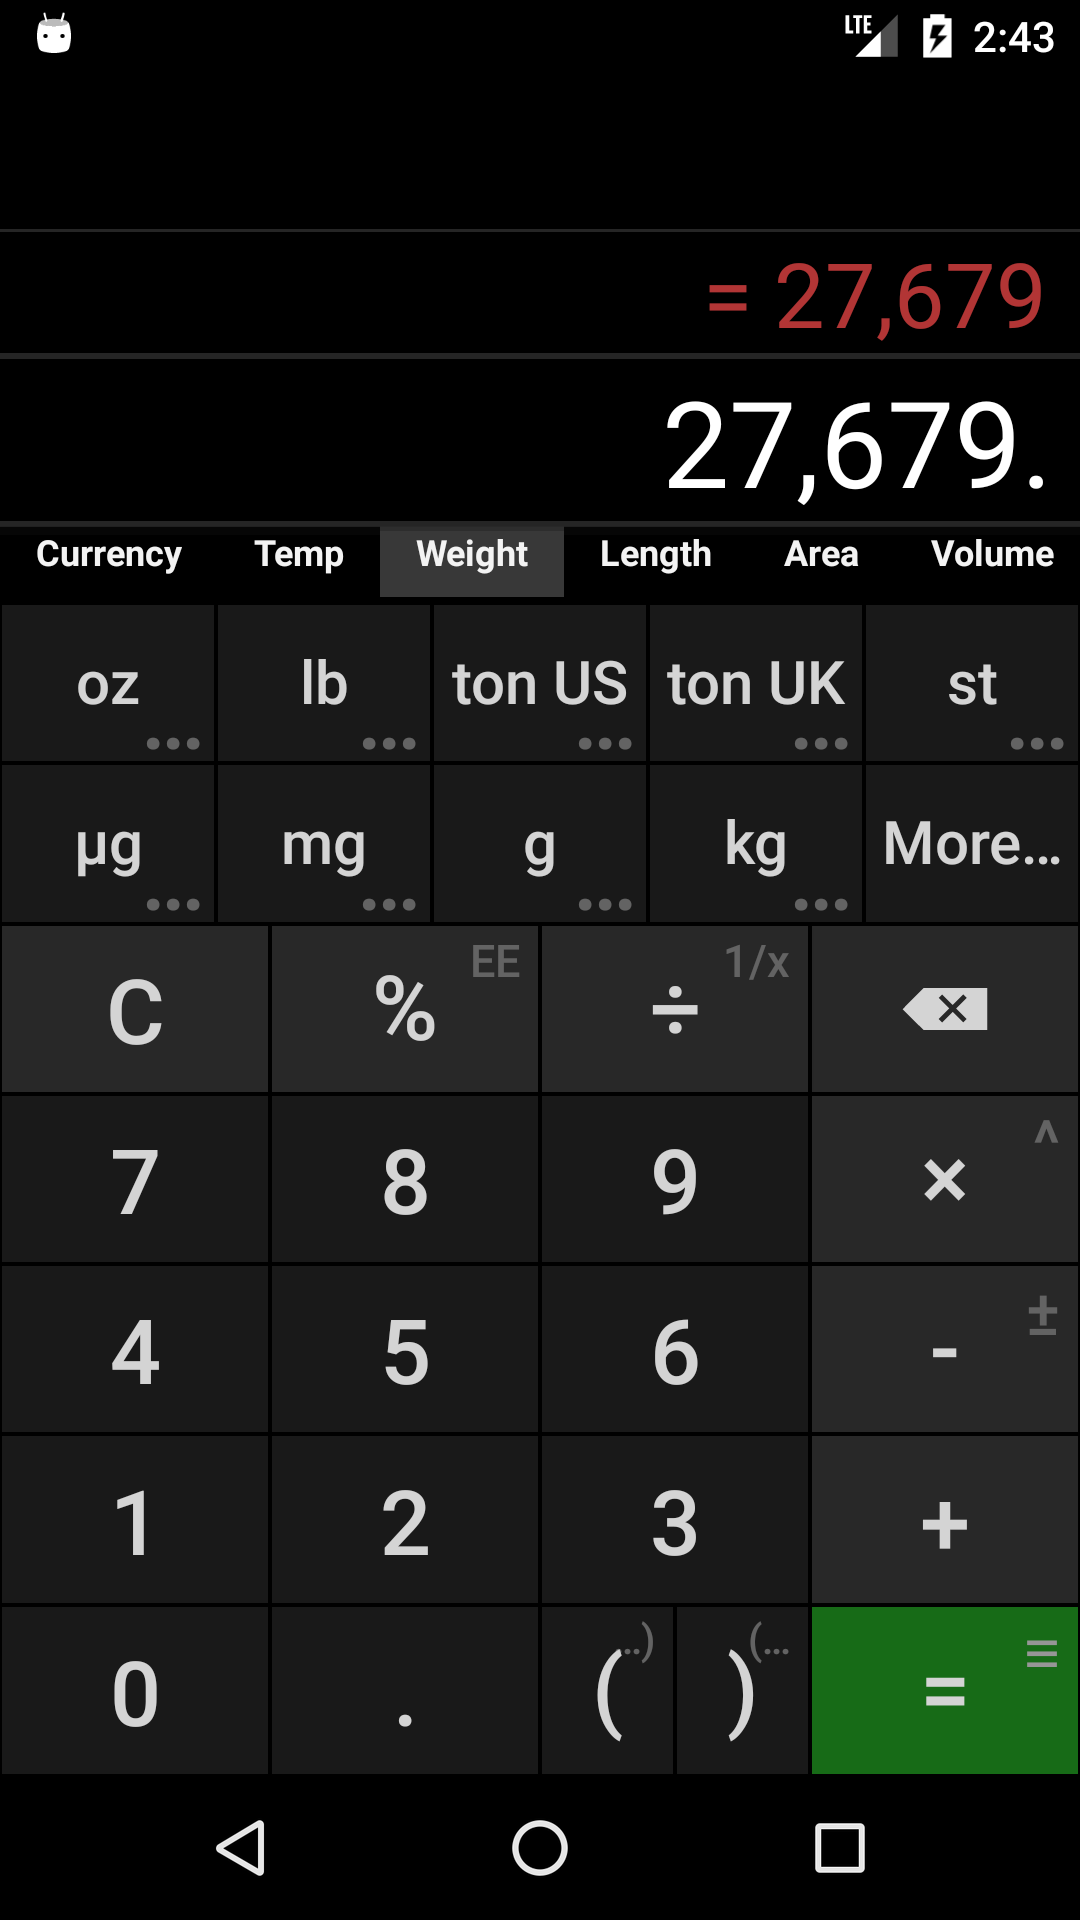 LTE 2:43
= 27,679
27,679.
Currency Temp Weight Length Area Volume
oz lb ton US ton UK st
µg mg g kg More...
C % EE ÷ 1/x
7 8 9 × ^
4 5 6 - ±
1 2 3 +
0 . ( ..) ) (... =